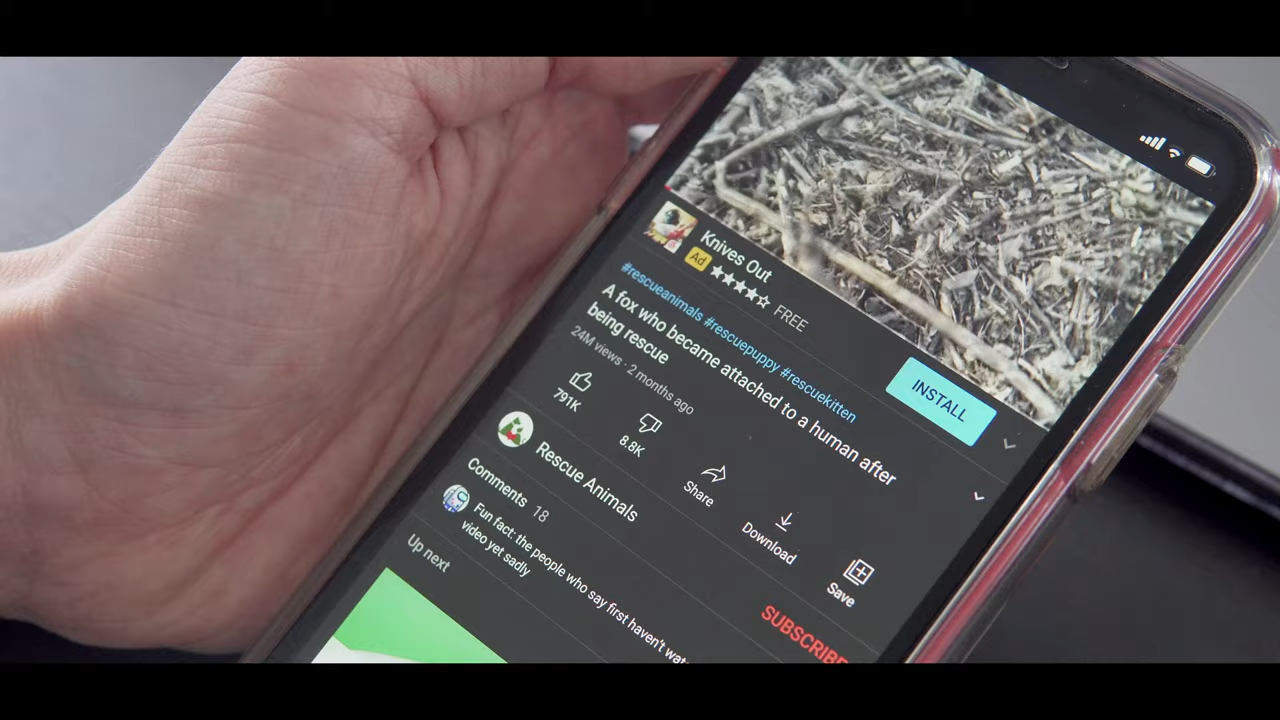 Knives Out
Ad FREE
INSTALL
#rescueanimals #rescuepuppy #rescuekitten
A fox who became attached to a human after
being rescue
24M views · 2 months ago
791K
8.8K
Share
Download
Save
Rescue Animals
SUBSCRIBE
Comments 18
Fun fact: the people who say first haven't
video yet sadly
Up next